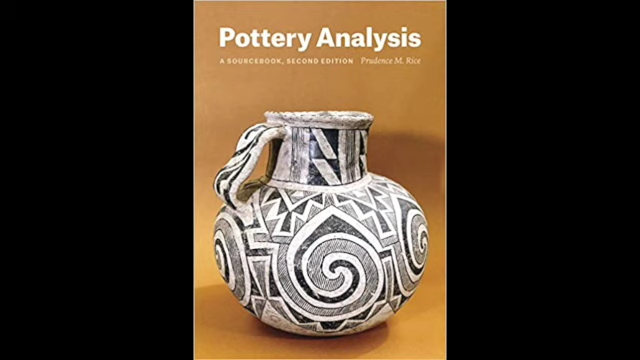 Pottery Analysis
A SOURCEBOOK, SECOND EDITION Prudence M. Rice